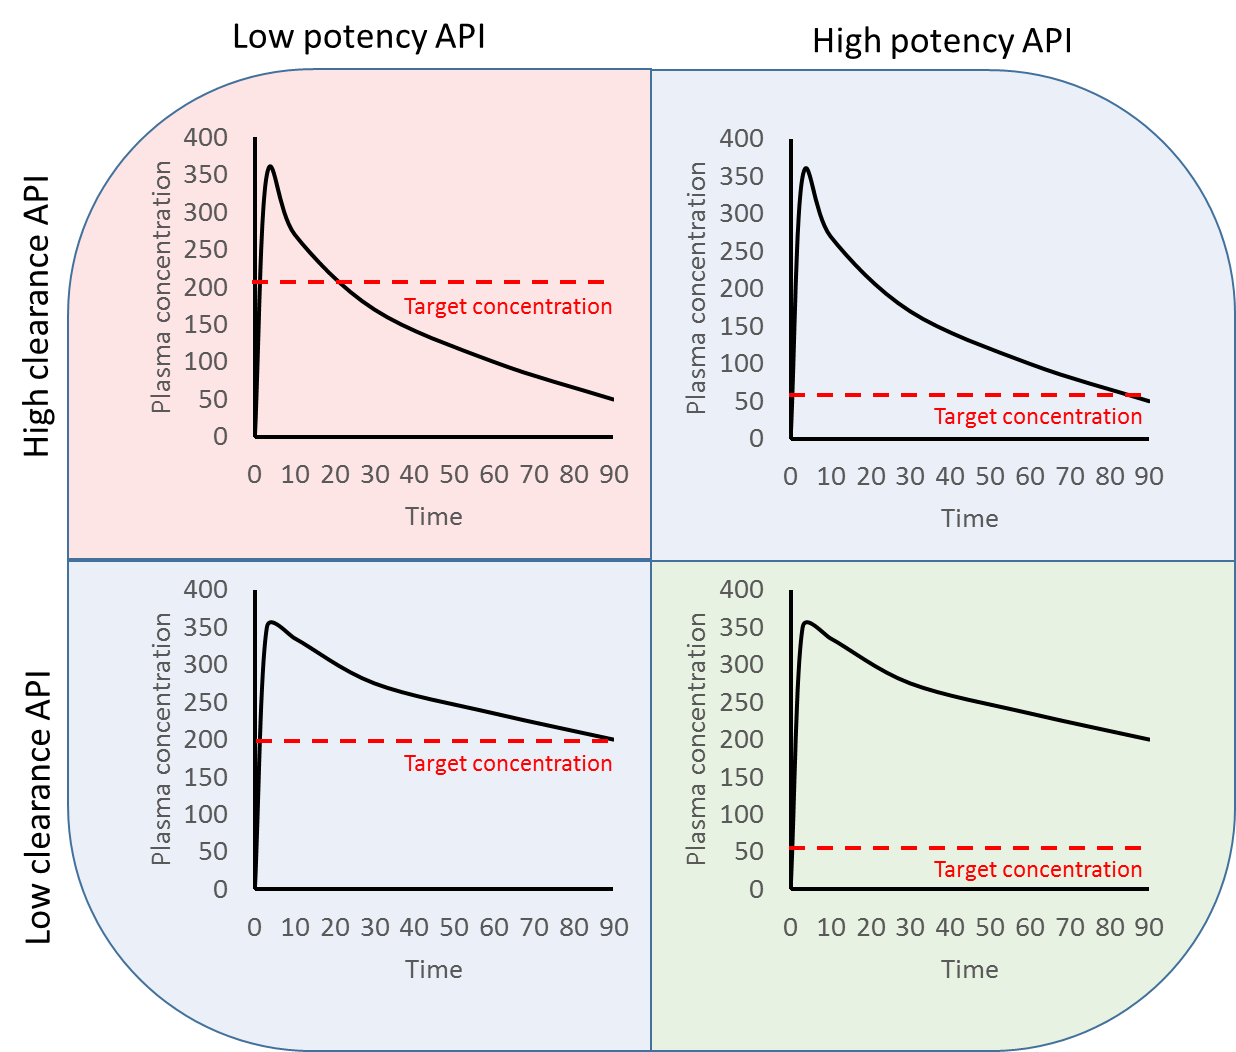 Low potency API
High potency API
High clearance API
Low clearance API
Plasma concentration
400
350
300
250
200
150
100
50
0
Target concentration
0 10 20 30 40 50 60 70 80 90
Time
Plasma concentration
400
350
300
250
200
150
100
50
0
Target concentration
0 10 20 30 40 50 60 70 80 90
Time
Plasma concentration
400
350
300
250
200
150
100
50
0
Target concentration
0 10 20 30 40 50 60 70 80 90
Time
Plasma concentration
400
350
300
250
200
150
100
50
0
Target concentration
0 10 20 30 40 50 60 70 80 90
Time